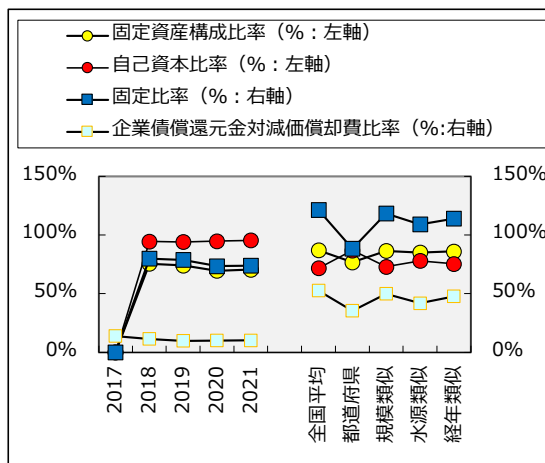 固定資産構成比率（%：左軸）
自己資本比率（%：左軸）
固定比率（%：右軸）
企業債償還元金対減価償却費比率（%:右軸）
150% 150%
100% 100%
50% 50%
0% 0%
2017 2018 2019 2020 2021 全国平均 都道府県 規模類似 水源類似 経年類似